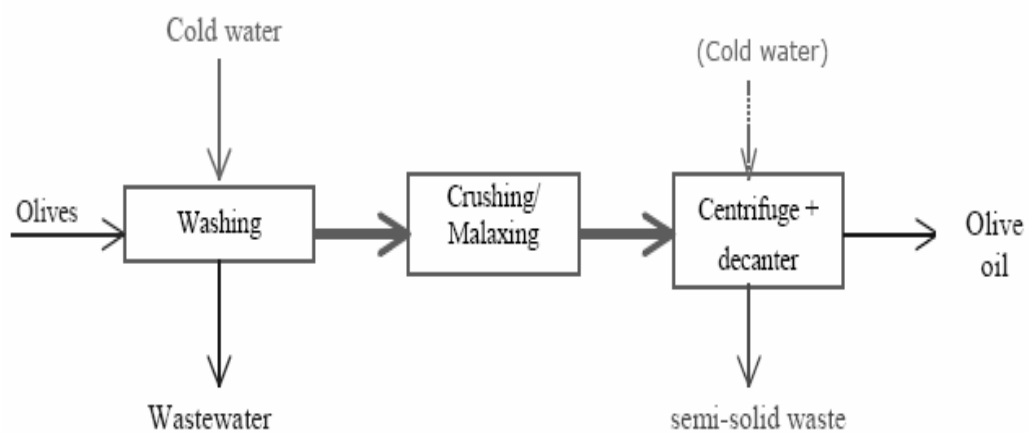 Cold water
(Cold water)
Olives
Washing
Crushing/
Malaxing
Centrifuge +
decanter
Olive
oil
Wastewater
semi-solid waste